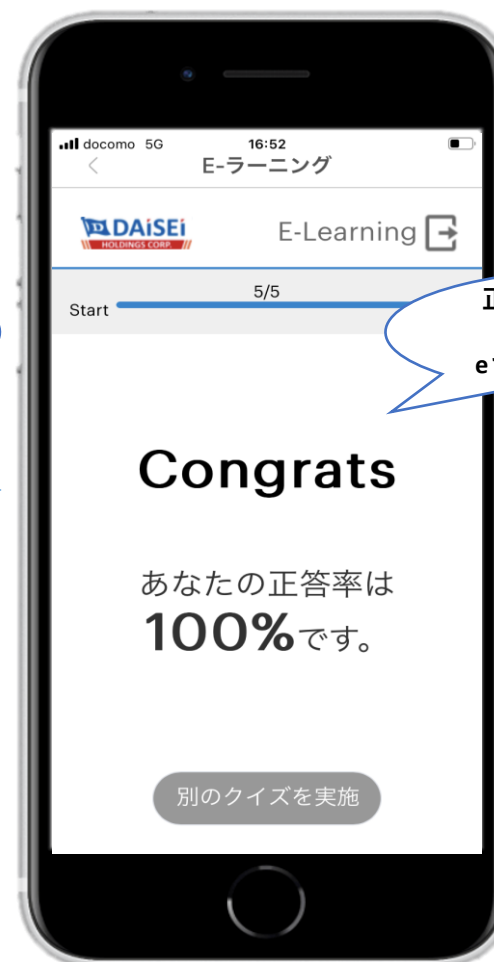 docomo 5G 16:52
E-ラーニング
DAiSEi
HOLDINGS CORP.
E-Learning
5/5
Start
正
e
Congrats
あなたの正答率は
100%です。
別のクイズを実施